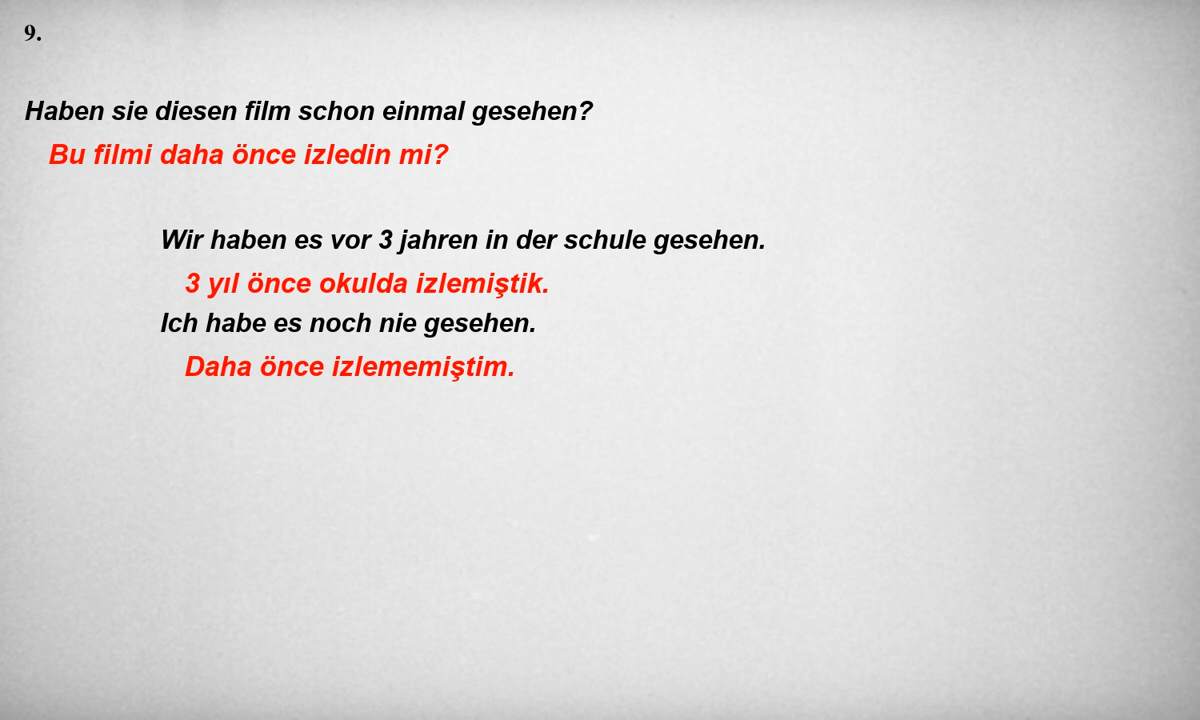 9.
Haben sie diesen film schon einmal gesehen?
Bu filmi daha önce izledin mi?
Wir haben es vor 3 jahren in der schule gesehen.
3 yıl önce okulda izlemiştik.
Ich habe es noch nie gesehen.
Daha önce izlememiştim.